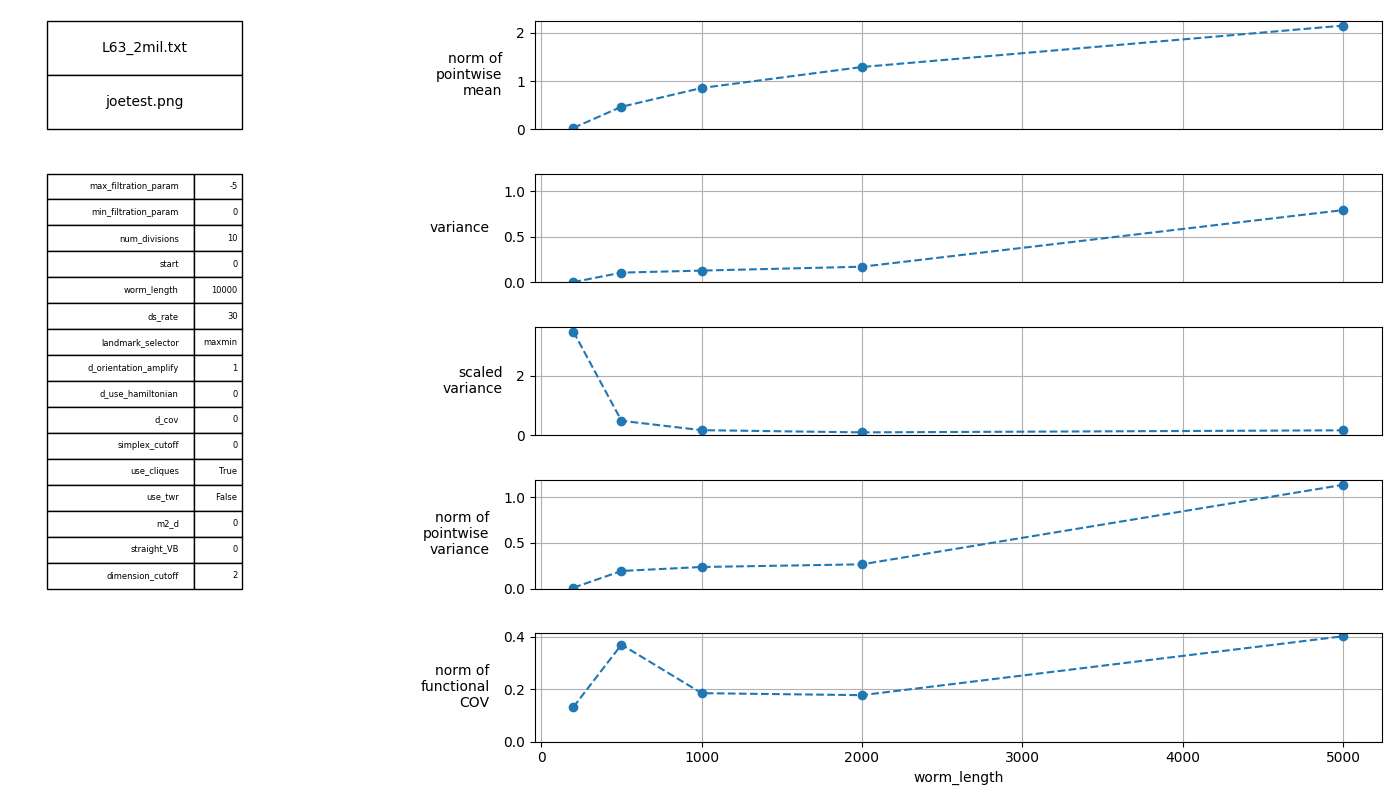 L63_2mil.txt
joetest.png
max_filtration_param -5
min_filtration_param 0
num_divisions 10
start 0
worm_length 10000
ds_rate 30
landmark_selector maxmin
d_orientation_amplify 1
d_use_hamiltonian 0
d_cov 0
simplex_cutoff 0
use_cliques True
use_twr False
m2_d 0
straight_VB 0
dimension_cutoff 2
norm of
pointwise
mean
2
1
0
variance
1.0
0.5
0.0
scaled
variance
2
0
norm of
pointwise
variance
1.0
0.5
0.0
norm of
functional
COV
0.4
0.2
0.0
0 1000 2000 3000 4000 5000
worm_length